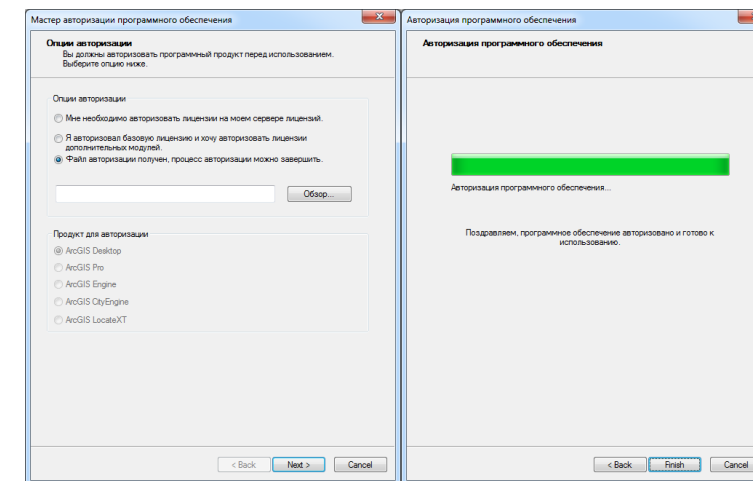 Мастер авторизации программного обеспечения
Опции авторизации
Вы должны авторизовать программный продукт перед использованием.
Выберите опцию ниже.
Опции авторизации
Мне необходимо авторизовать лицензии на моем сервере лицензий.
Я авторизовал базовую лицензию и хочу авторизовать лицензии
дополнительных модулей.
Файл авторизации получен, процесс авторизации можно завершить.
Обзор...
Продукт для авторизации
ArcGIS Desktop
ArcGIS Pro
ArcGIS Engine
ArcGIS CityEngine
ArcGIS LocateXT
< Back Next > Cancel
Авторизация программного обеспечения
Авторизация программного обеспечения
Авторизация программного обеспечения...
Поздравляем, программное обеспечение авторизовано и готово к
использованию.
< Back Finish Cancel